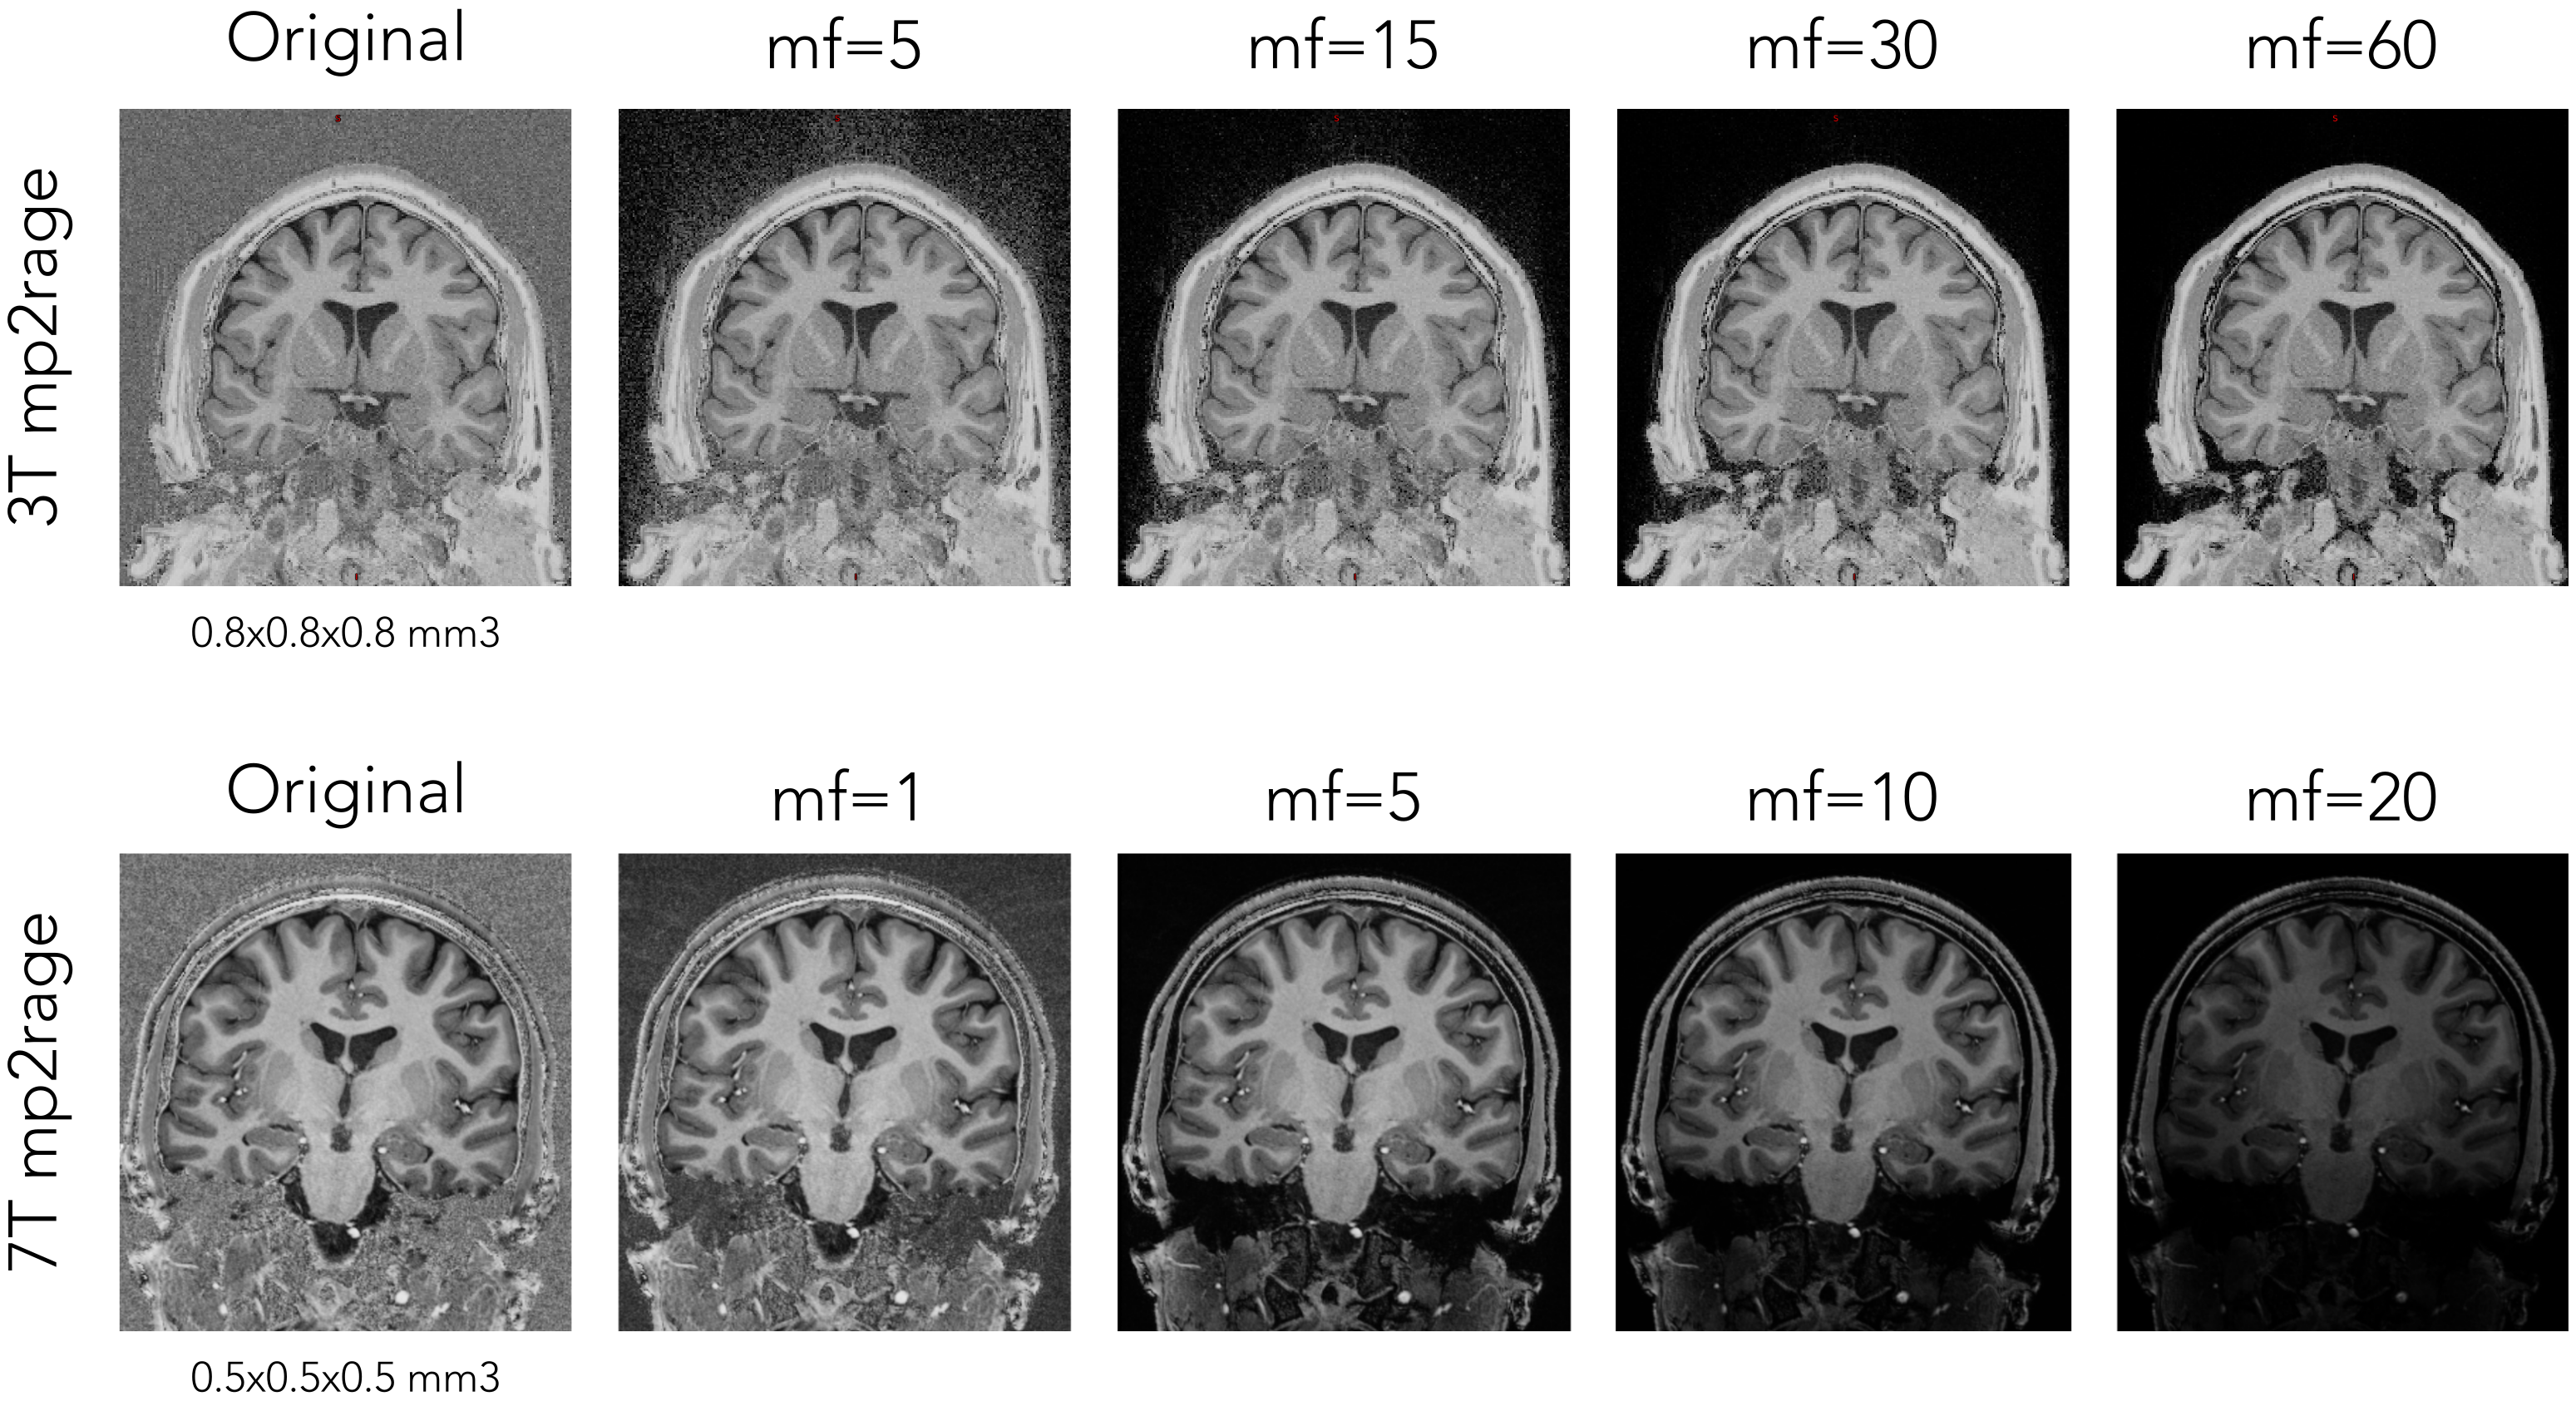 Original mf=5 mf=15 mf=30 mf=60
3T mp2rage
S S S S
I I I I I
0.8x0.8x0.8 mm3
Original mf=1 mf=5 mf=10 mf=20
7T mp2rage
0.5x0.5x0.5 mm3